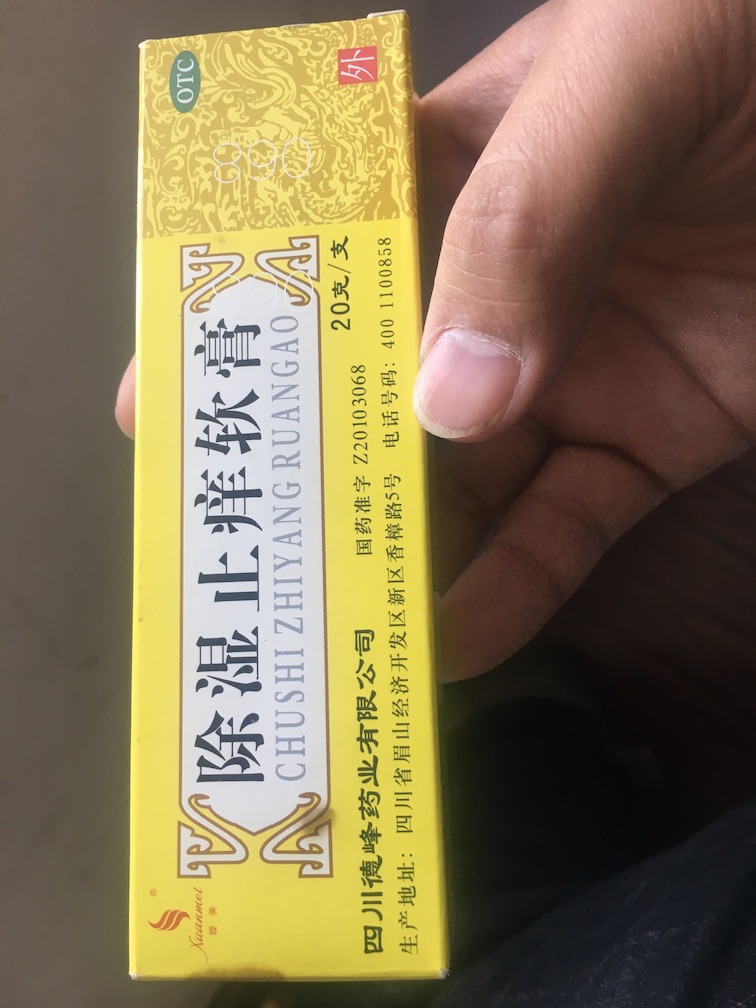 OTC
外
890
除湿止痒软膏
CHUSHI ZHIYANG RUANGAO
20克/支
国药准字 Z20103068
四川德峰药业有限公司
生产地址：四川省眉山经济开发区新区香樟路5号 电话号码：400 1100858
®
Xuanmei